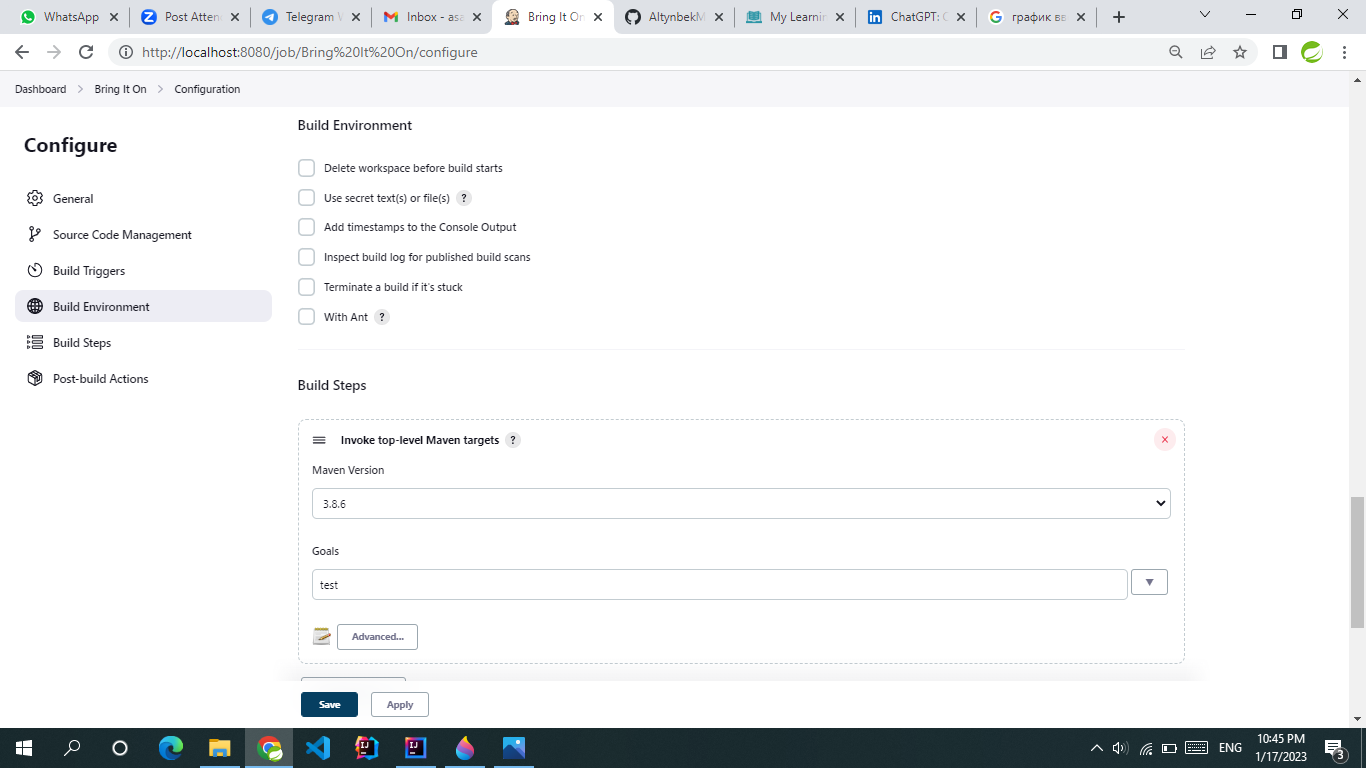 WhatsApp
Post Atten
Telegram W
Inbox - asa
Bring It On
AltynbekM
My Learnin
ChatGPT: C
график вв
http://localhost:8080/job/Bring%20It%20On/configure
Dashboard > Bring It On > Configuration
Configure
General
Source Code Management
Build Triggers
Build Environment
Build Steps
Post-build Actions
Build Environment
Delete workspace before build starts
Use secret text(s) or file(s) ?
Add timestamps to the Console Output
Inspect build log for published build scans
Terminate a build if it's stuck
With Ant ?
Build Steps
Invoke top-level Maven targets ?
Maven Version
3.8.6
Goals
test
Advanced...
Save
Apply
ENG
10:45 PM
1/17/2023
3